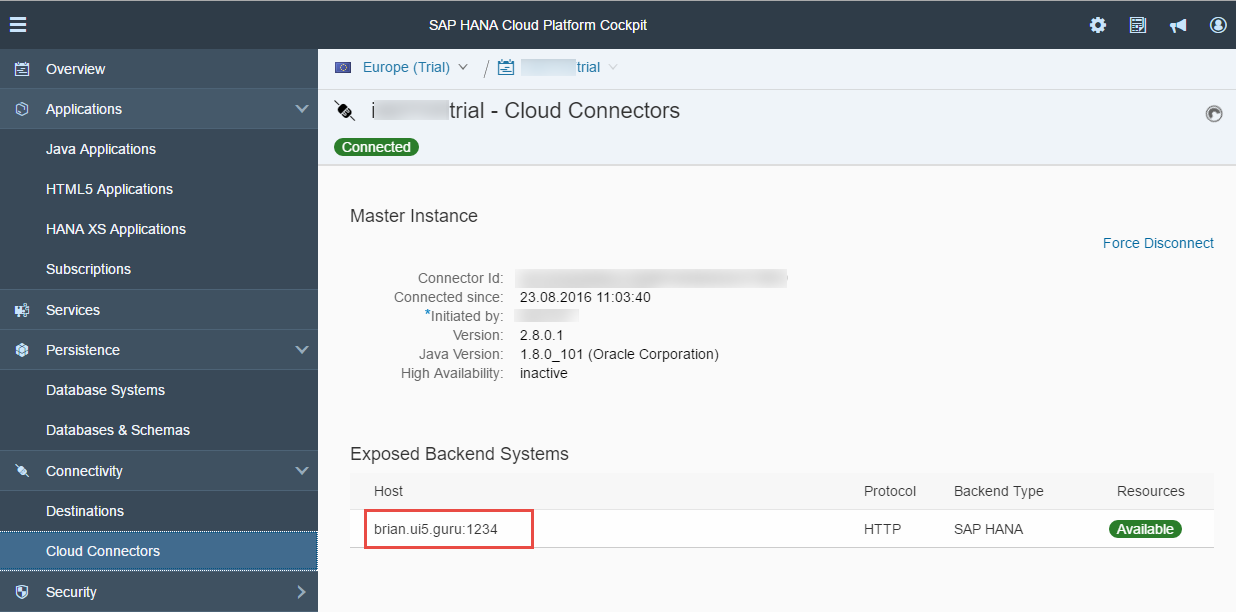 SAP HANA Cloud Platform Cockpit
Overview
Applications
Java Applications
HTML5 Applications
HANA XS Applications
Subscriptions
Services
Persistence
Database Systems
Databases & Schemas
Connectivity
Destinations
Cloud Connectors
Security
Europe (Trial) / trial
i trial - Cloud Connectors
Connected
Master Instance
Force Disconnect
Connector Id:
Connected since: 23.08.2016 11:03:40
*Initiated by:
Version: 2.8.0.1
Java Version: 1.8.0_101 (Oracle Corporation)
High Availability: inactive
Exposed Backend Systems
Host Protocol Backend Type Resources
brian.ui5.guru:1234 HTTP SAP HANA Available